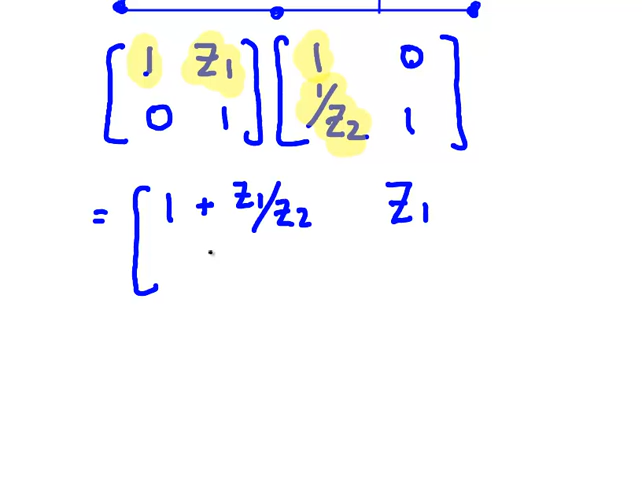 [ 1 Z1 ] [ 1 0 ]
[ 0 1 ] [ 1/Z2 1 ]
= [ 1 + Z1/Z2 Z1